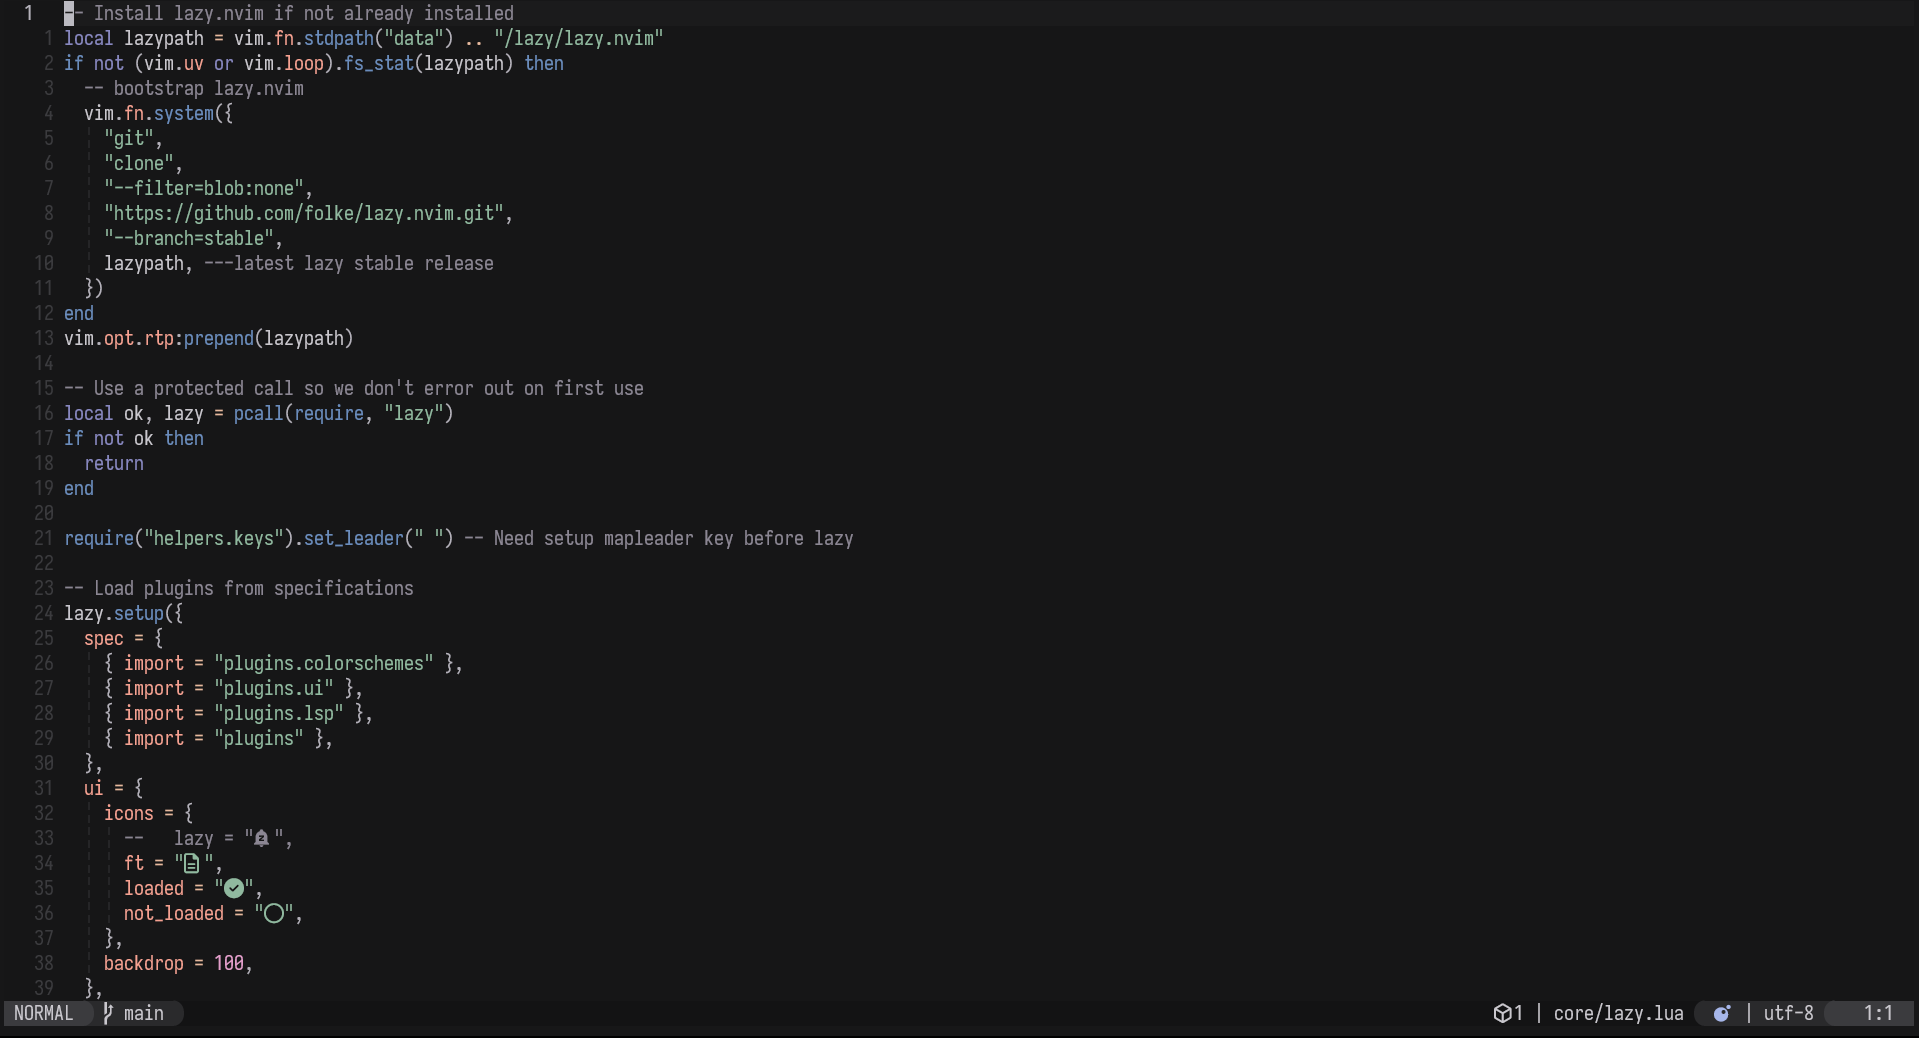 1 -- Install lazy.nvim if not already installed
1 local lazypath = vim.fn.stdpath("data") .. "/lazy/lazy.nvim"
2 if not (vim.uv or vim.loop).fs_stat(lazypath) then
3   -- bootstrap lazy.nvim
4   vim.fn.system({
5     "git",
6     "clone",
7     "--filter=blob:none",
8     "https://github.com/folke/lazy.nvim.git",
9     "--branch=stable",
10     lazypath, ---latest lazy stable release
11   })
12 end
13 vim.opt.rtp:prepend(lazypath)
14
15 -- Use a protected call so we don't error out on first use
16 local ok, lazy = pcall(require, "lazy")
17 if not ok then
18   return
19 end
20
21 require("helpers.keys").set_leader(" ") -- Need setup mapleader key before lazy
22
23 -- Load plugins from specifications
24 lazy.setup({
25   spec = {
26     { import = "plugins.colorschemes" },
27     { import = "plugins.ui" },
28     { import = "plugins.lsp" },
29     { import = "plugins" },
30   },
31   ui = {
32     icons = {
33       --   lazy = " ",
34       ft = " ",
35       loaded = "",
36       not_loaded = "",
37     },
38     backdrop = 100,
39   },
NORMAL main 1 | core/lazy.lua | utf-8 1:1